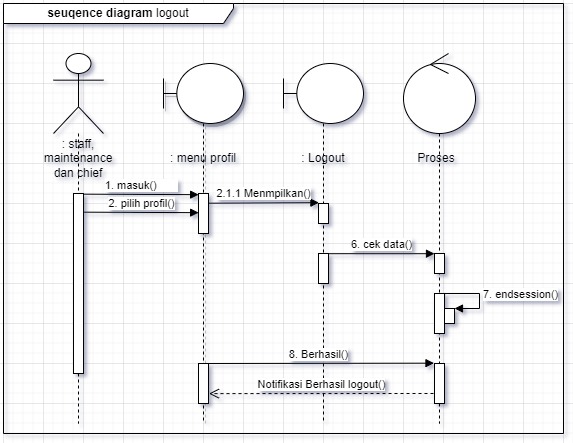 seuqence diagram logout
: staff,
maintenance
dan chief
: menu profil
: Logout
Proses
1. masuk()
2. pilih profil()
2.1.1 Menmpilkan()
6. cek data()
7. endsession()
8. Berhasil()
Notifikasi Berhasil logout()